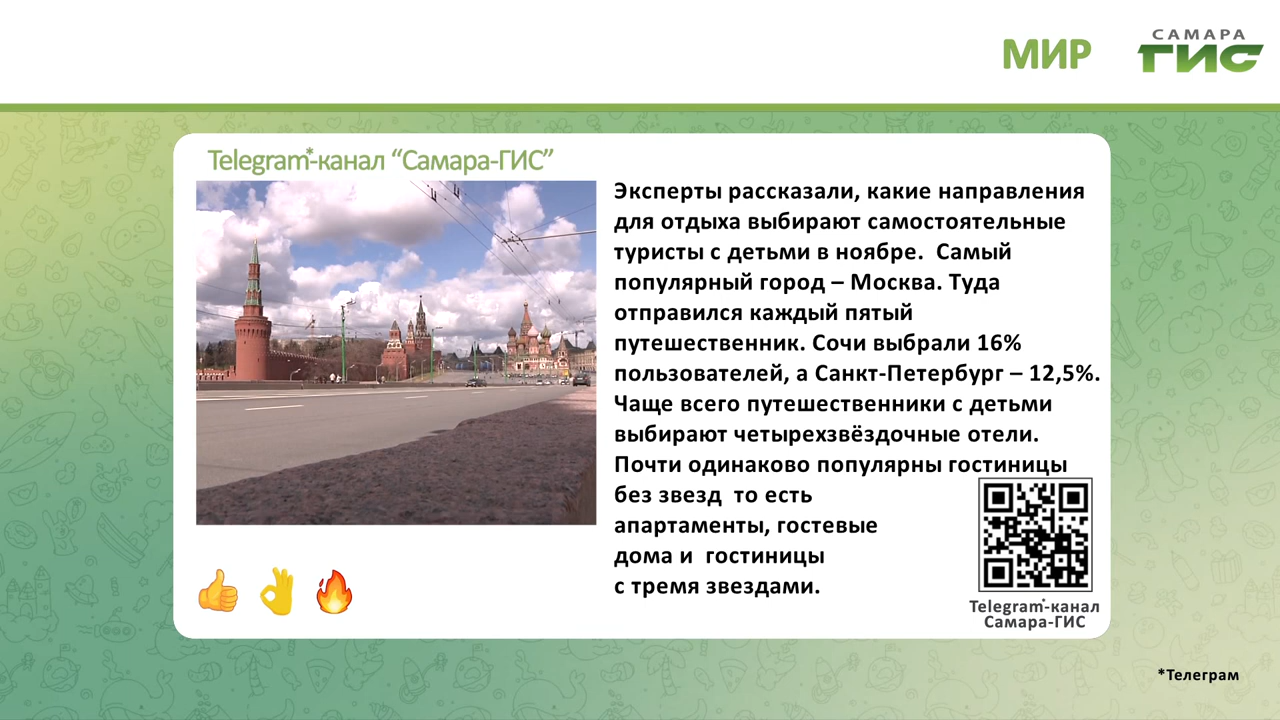 МИР
САМАРА
ГИС
Telegram*-канал “Самара-ГИС”
Эксперты рассказали, какие направления
для отдыха выбирают самостоятельные
туристы с детьми в ноябре.  Самый
популярный город – Москва. Туда
отправился каждый пятый
путешественник. Сочи выбрали 16%
пользователей, а Санкт-Петербург – 12,5%.
Чаще всего путешественники с детьми
выбирают четырехзвёздочные отели.
Почти одинаково популярны гостиницы
без звезд  то есть
апартаменты, гостевые
дома и  гостиницы
с тремя звездами.
Telegram*-канал
Самара-ГИС
*Телеграм